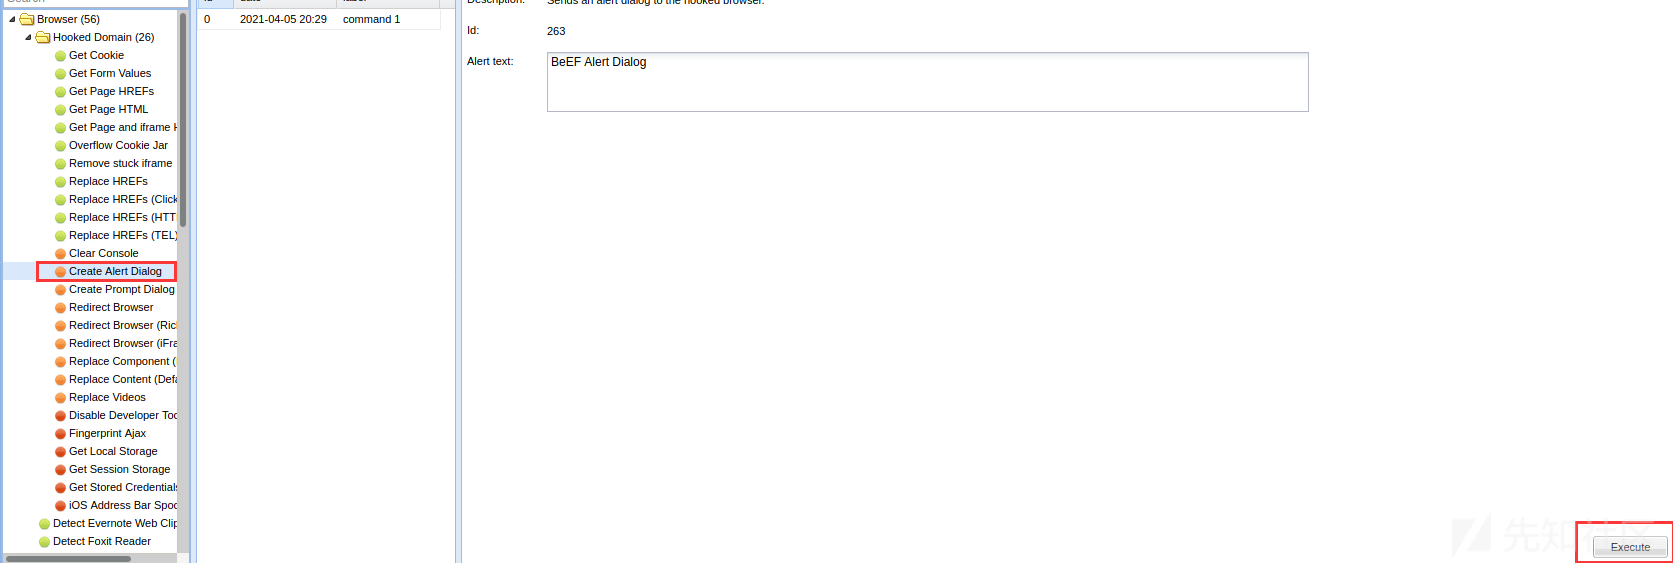 Search
Browser (56)
Hooked Domain (26)
Get Cookie
Get Form Values
Get Page HREFs
Get Page HTML
Get Page and iframe H
Overflow Cookie Jar
Remove stuck iframe
Replace HREFs
Replace HREFs (Click
Replace HREFs (HTT
Replace HREFs (TEL)
Clear Console
Create Alert Dialog
Create Prompt Dialog
Redirect Browser
Redirect Browser (Ric
Redirect Browser (iFra
Replace Component (
Replace Content (Defa
Replace Videos
Disable Developer Too
Fingerprint Ajax
Get Local Storage
Get Session Storage
Get Stored Credentials
iOS Address Bar Spoo
Detect Evernote Web Clip
Detect Foxit Reader
0 2021-04-05 20:29 command 1
Description: Sends an alert dialog to the hooked browser.
Id: 263
Alert text: BeEF Alert Dialog
先知社区
Execute